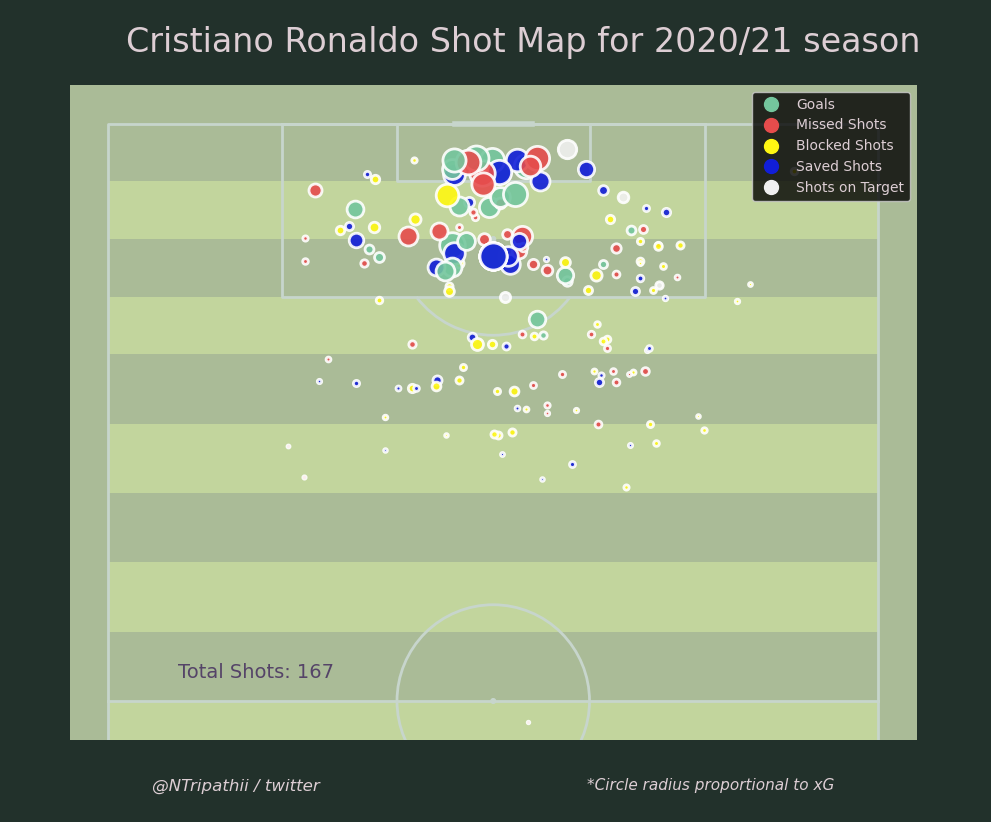 Cristiano Ronaldo Shot Map for 2020/21 season
Goals
Missed Shots
Blocked Shots
Saved Shots
Shots on Target
Total Shots: 167
@NTripathii / twitter
*Circle radius proportional to xG